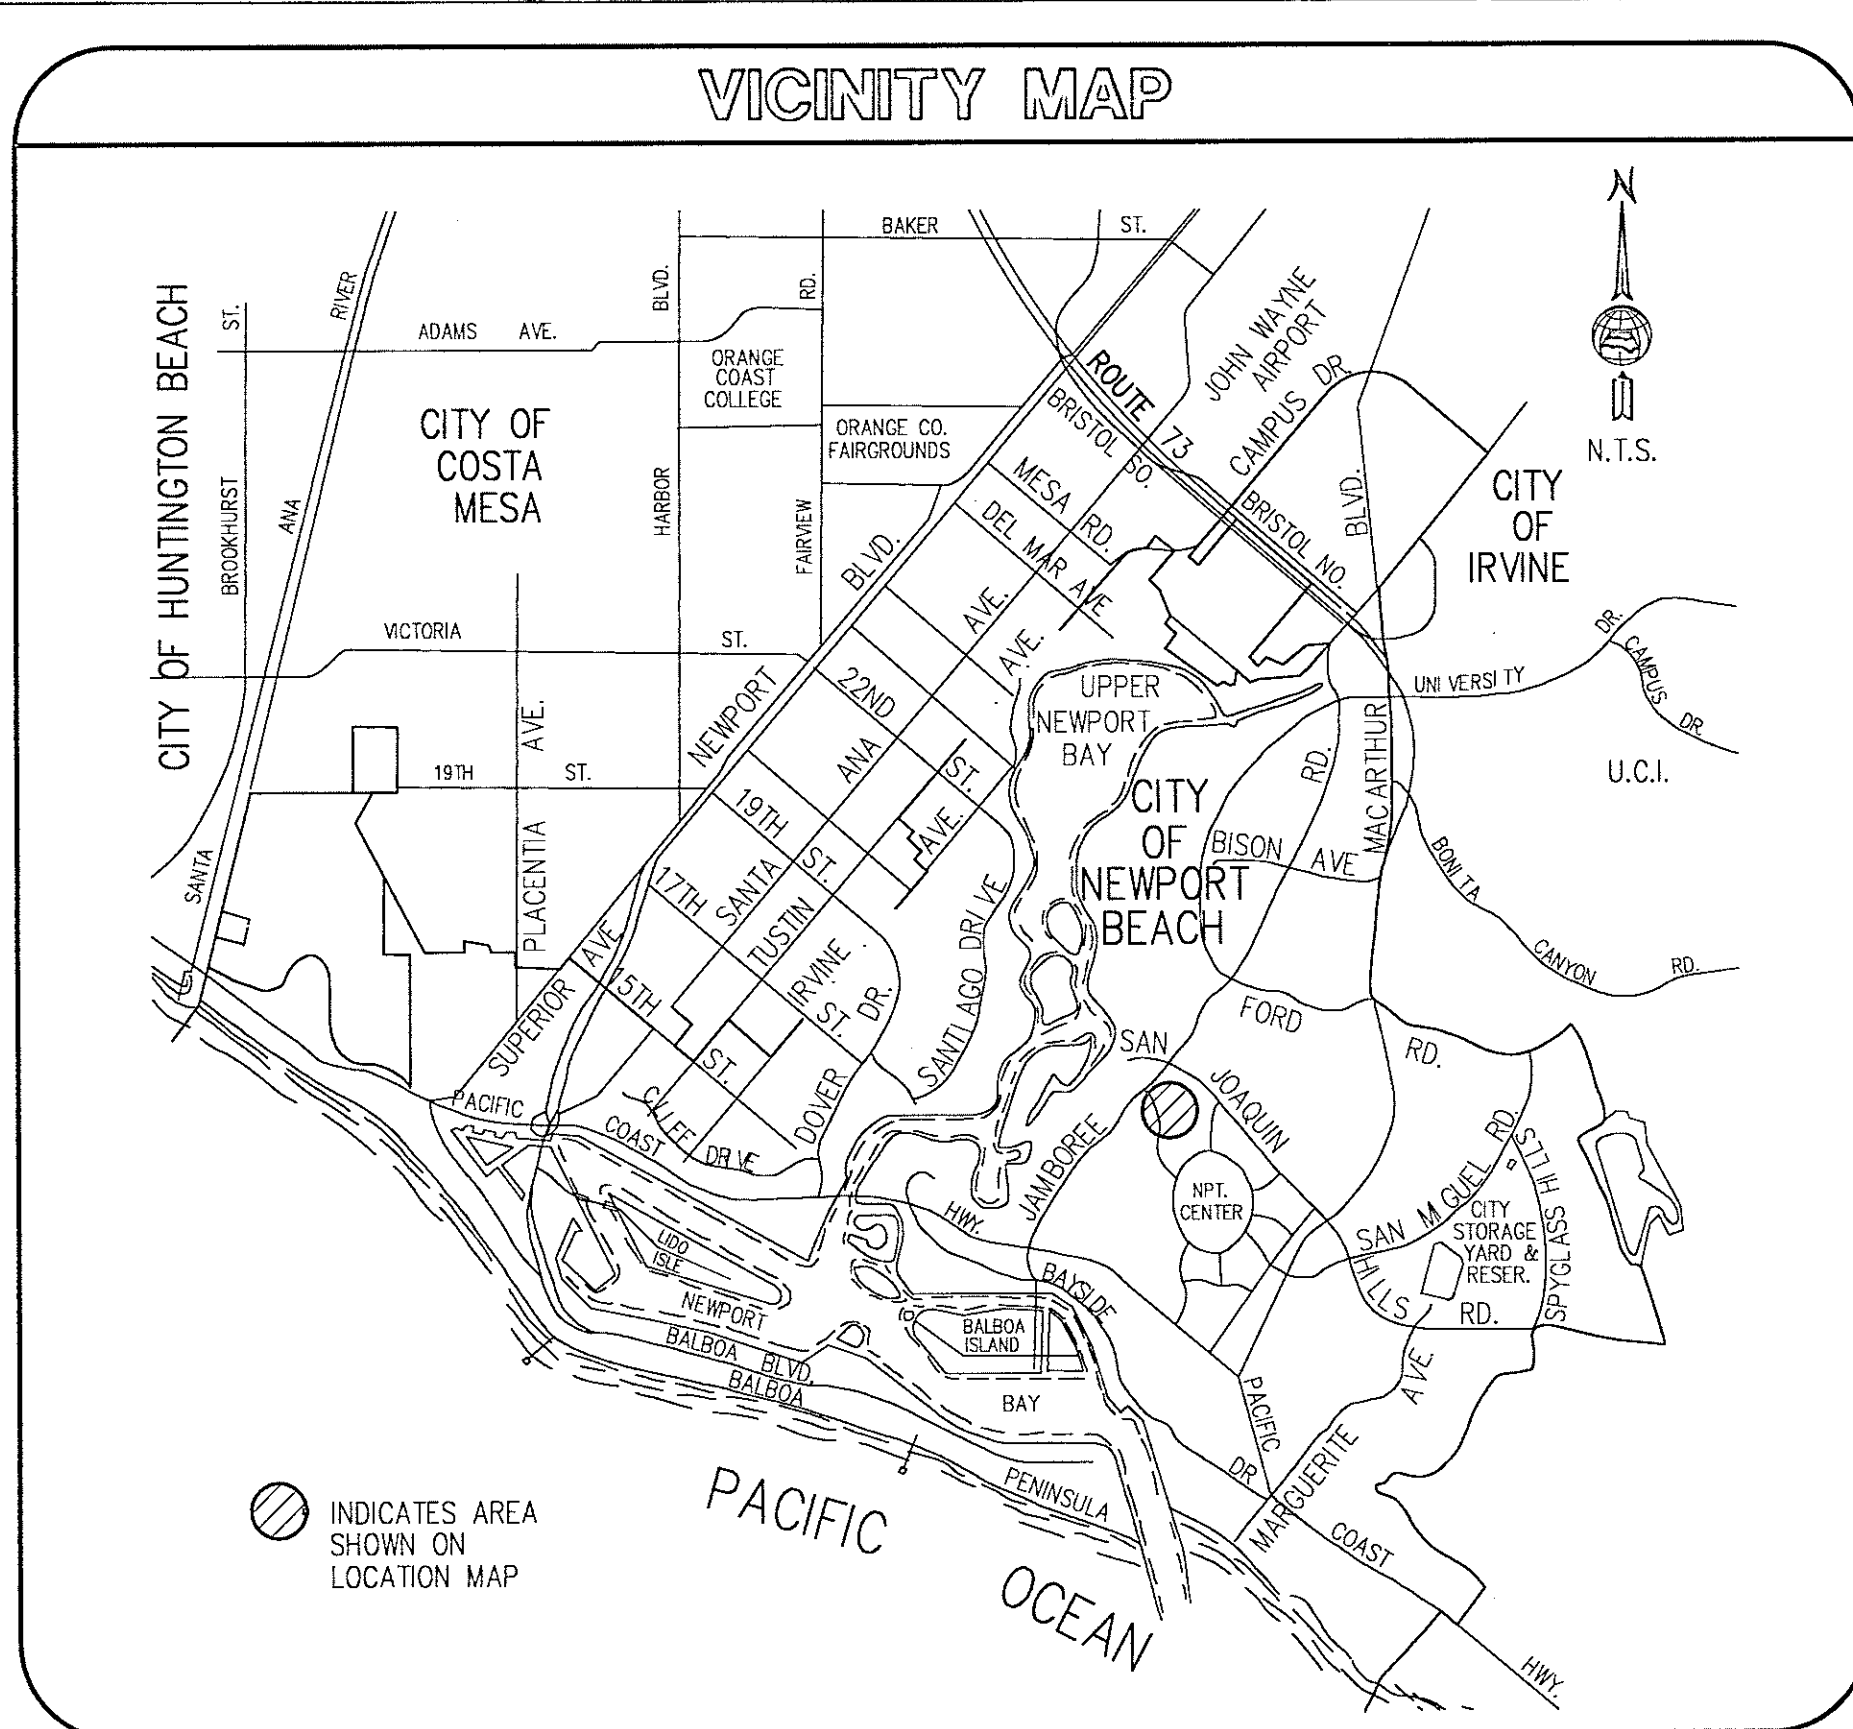 VICINITY MAP
N
N.T.S.
BAKER ST.
CITY OF HUNTINGTON BEACH
BROOKHURST ST.
SANTA ANA RIVER
ADAMS AVE.
HARBOR BLVD.
FAIRVIEW RD.
ORANGE
COAST
COLLEGE
ORANGE CO.
FAIRGROUNDS
CITY OF
COSTA
MESA
JOHN WAYNE
AIRPORT
ROUTE 73
BRISTOL SO.
BRISTOL NO.
CAMPUS DR.
MESA RD.
DEL MAR AVE
CITY
OF
IRVINE
VICTORIA ST.
NEWPORT BLVD.
22ND ST.
SANTA ANA AVE.
PLACENTIA AVE.
19TH ST.
19TH ST.
17TH ST.
15TH ST.
TUSTIN AVE.
IRVINE AVE.
SUPERIOR AVE.
UPPER
NEWPORT
BAY
CITY
OF
NEWPORT
BEACH
UNIVERSITY DR.
CAMPUS DR
U.C.I.
MACARTHUR BLVD.
BISON AVE
BONITA CANYON RD.
FORD RD.
JAMBOREE RD.
SANTIAGO DRIVE
DOVER DR.
CLIFF DRIVE
PACIFIC COAST HWY.
SAN JOAQUIN HILLS RD.
SAN MIGUEL RD.
SPYGLASS HILLS
NPT.
CENTER
CITY
STORAGE
YARD &
RESER.
LIDO
ISLE
NEWPORT BAY
BALBOA BLVD.
BALBOA PENINSULA
BALBOA
ISLAND
BAYSIDE DR
MARGUERITE AVE.
PACIFIC COAST HWY.
PACIFIC OCEAN
INDICATES AREA
SHOWN ON
LOCATION MAP